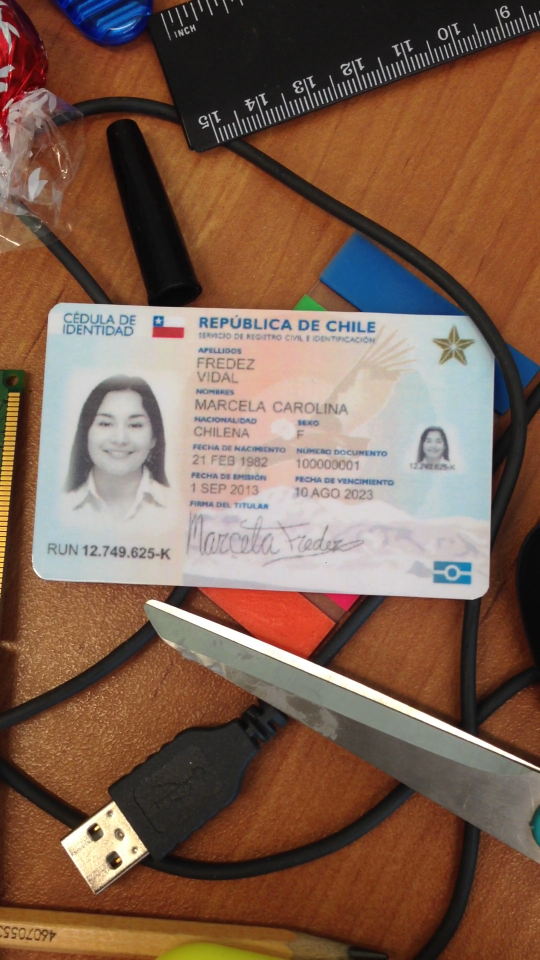 INCH
9
10
11
12
13
14
15
CÉDULA DE
IDENTIDAD
REPÚBLICA DE CHILE
SERVICIO DE REGISTRO CIVIL E IDENTIFICACIÓN
APELLIDOS
FREDEZ
VIDAL
NOMBRES
MARCELA CAROLINA
NACIONALIDAD SEXO
CHILENA F
FECHA DE NACIMIENTO NÚMERO DOCUMENTO
21 FEB 1982 100000001
FECHA DE EMISIÓN FECHA DE VENCIMIENTO
1 SEP 2013 10 AGO 2023
FIRMA DEL TITULAR
Marcela Fredez
12.749.625-K
RUN 12.749.625-K